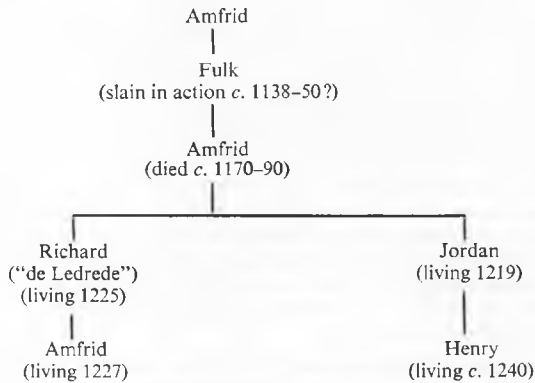 Amfrid
Fulk
(slain in action c. 1138–50?)
Amfrid
(died c. 1170–90)
Richard
("de Ledrede")
(living 1225)
Jordan
(living 1219)
Amfrid
(living 1227)
Henry
(living c. 1240)